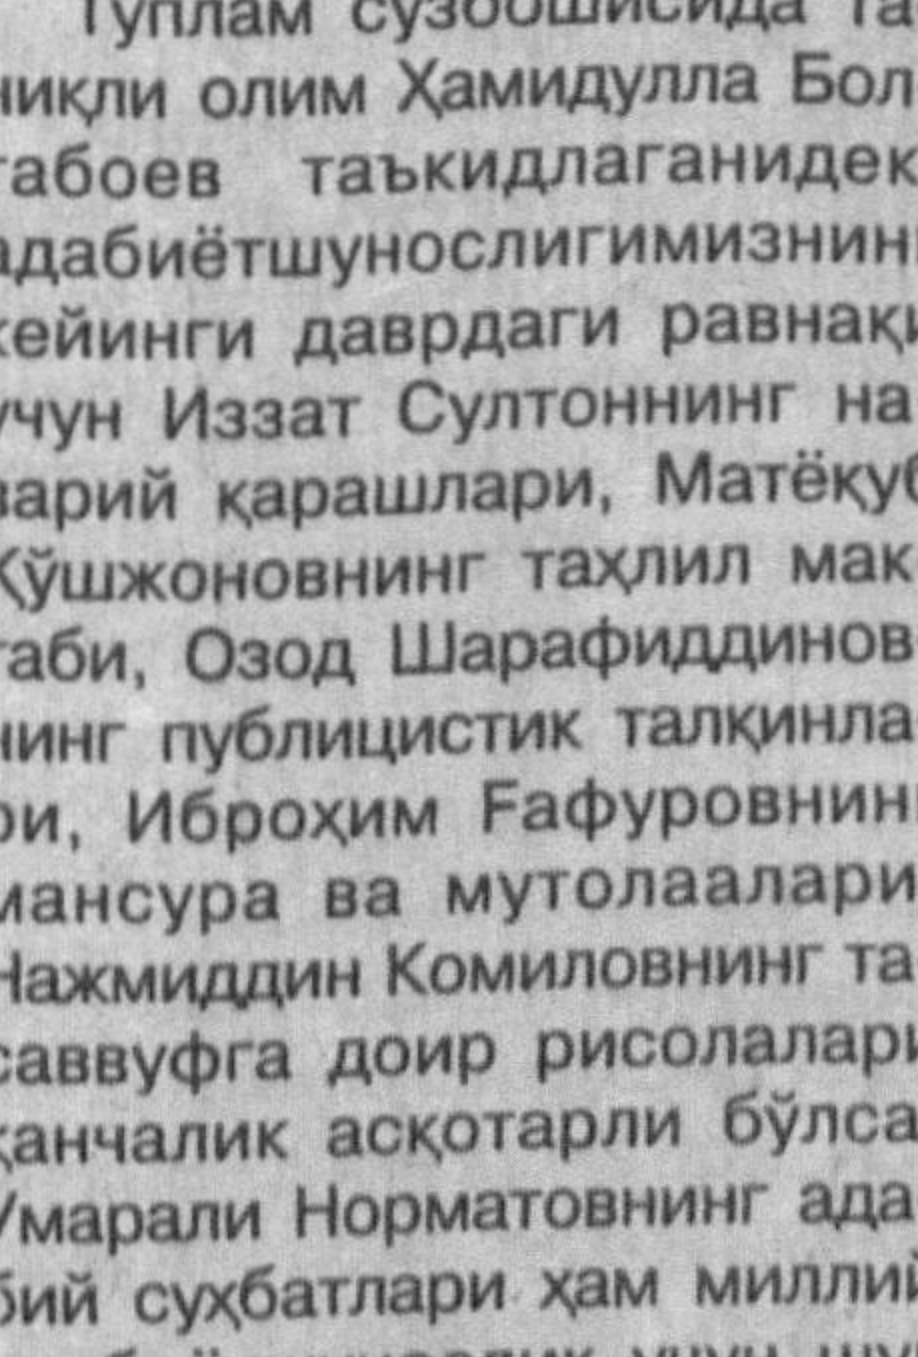 Тўплам сўзбошисида та-
ниқли олим Ҳамидулла Бол-
табоев таъкидлаганидек
адабиётшунослигимизнинг
кейинги даврдаги равнақи
учун Иззат Султоннинг на-
зарий қарашлари, Матёқуб
Қўшжоновнинг таҳлил мак-
таби, Озод Шарафиддинов-
нинг публицистик талқинла-
ри, Иброҳим Ғафуровнинг
мансура ва мутолаалари
Нажмиддин Комиловнинг та-
саввуфга доир рисолалари
қанчалик асқотарли бўлса,
Умарали Норматовнинг ада-
бий суҳбатлари ҳам миллий